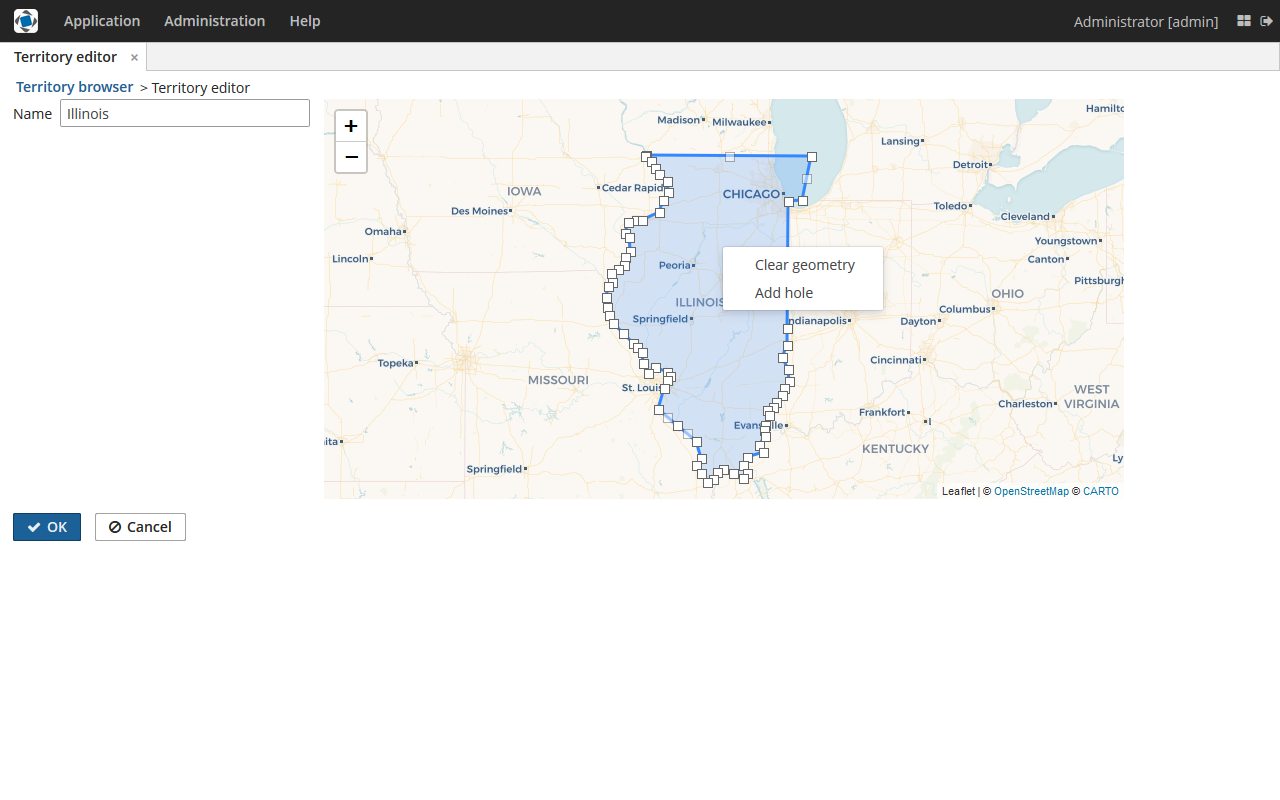 Application Administration Help Administrator [admin]
Territory editor ×
Territory browser > Territory editor
Name Illinois
+
−
Hamilto
Madison Milwaukee
Lansing
Detroit
IOWA
Cedar Rapid
CHICAGO
Des Moines
Toledo
Cleveland
Omaha
Youngstown
Lincoln
Peoria
Canton
Clear geometry
Pittsburgh
Add hole
ILLINOIS
OHIO
Springfield
Indianapolis
Columbus
Dayton
Topeka
Cincinnati
MISSOURI
St. Louis
WEST
VIRGINIA
Charleston
Frankfort
Evansville
ita
KENTUCKY
Ly
Springfield
Leaflet | © OpenStreetMap © CARTO
OK Cancel